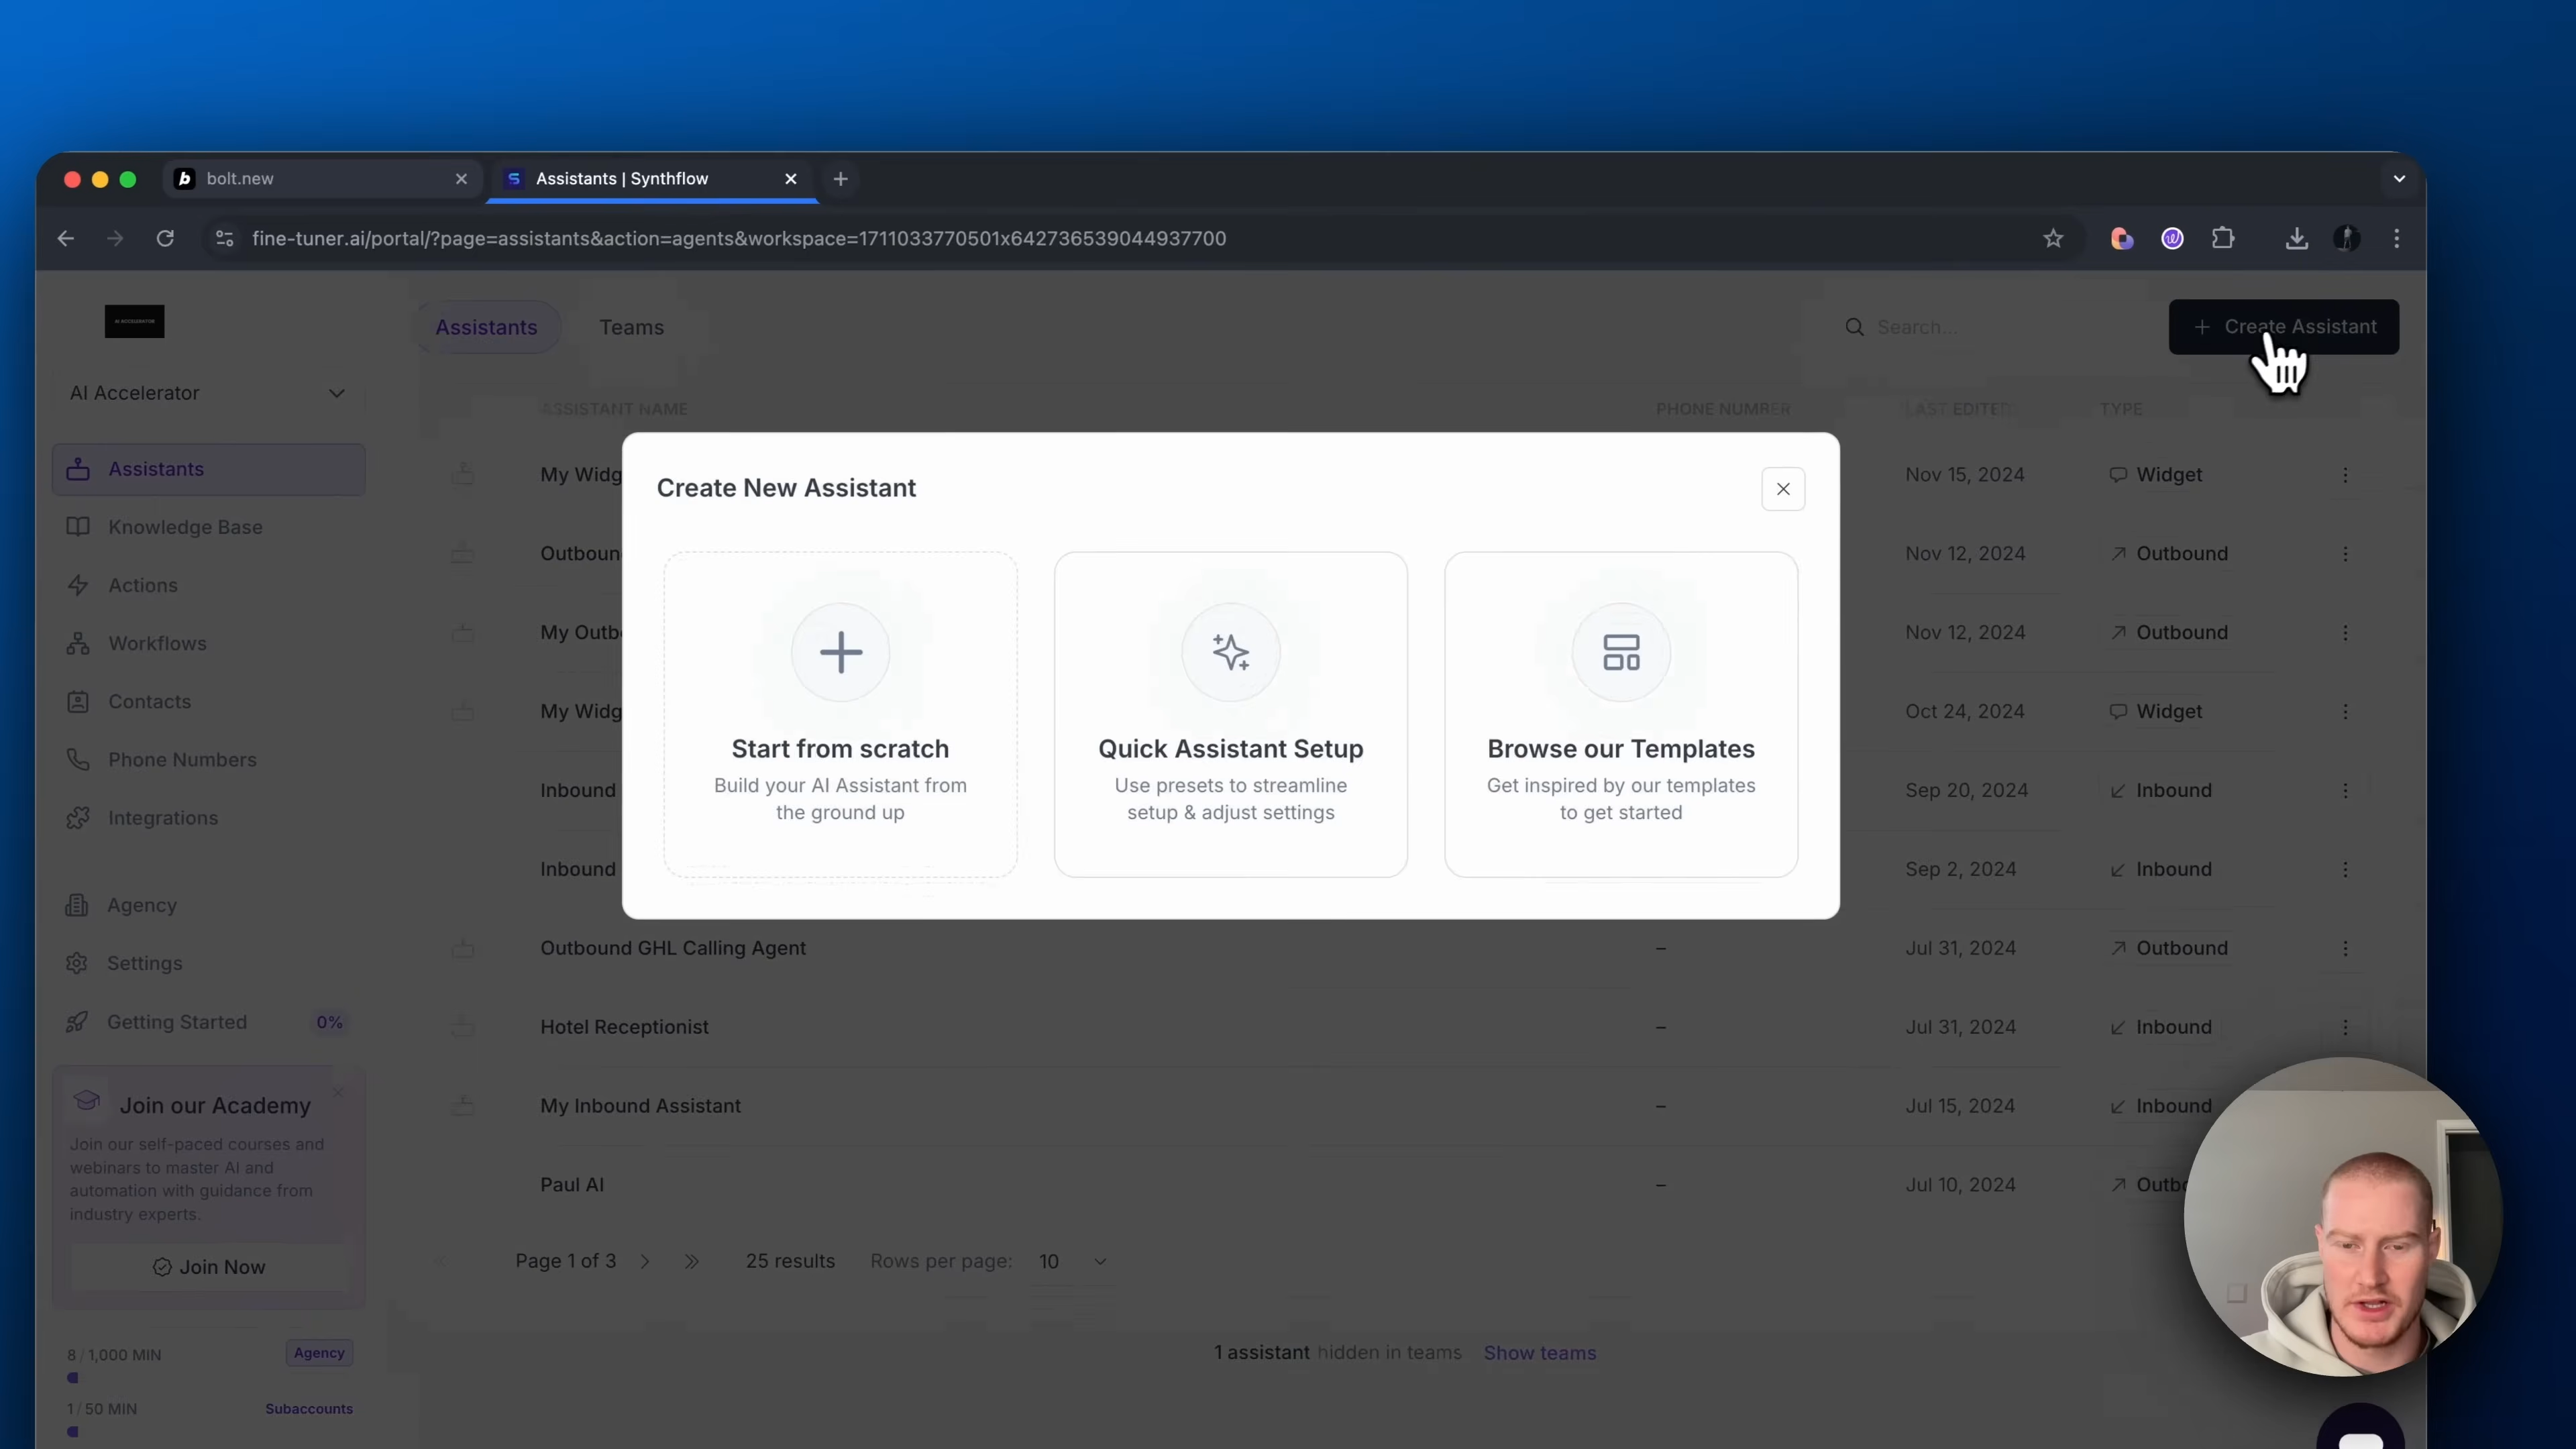 bolt.new
Assistants | Synthflow
fine-tuner.ai/portal/?page=assistants&action=agents&workspace=1711033770501x642736539044937700
AI ACCELERATOR
Assistants
Teams
Search...
+ Create Assistant
AI Accelerator
ASSISTANT NAME
PHONE NUMBER
LAST EDITED
TYPE
Assistants
Knowledge Base
Actions
Workflows
Contacts
Phone Numbers
Integrations
Agency
Settings
Getting Started
0%
Join our Academy
Join our self-paced courses and
webinars to master AI and
automation with guidance from
industry experts.
Join Now
8 / 1,000 MIN
Agency
1 / 50 MIN
Subaccounts
Create New Assistant
Start from scratch
Build your AI Assistant from
the ground up
Quick Assistant Setup
Use presets to streamline
setup & adjust settings
Browse our Templates
Get inspired by our templates
to get started
My Widg
Nov 15, 2024
Widget
Outboun
Nov 12, 2024
Outbound
My Outb
Nov 12, 2024
Outbound
My Widg
Oct 24, 2024
Widget
Inbound
Sep 20, 2024
Inbound
Inbound
Sep 2, 2024
Inbound
Outbound GHL Calling Agent
–
Jul 31, 2024
Outbound
Hotel Receptionist
–
Jul 31, 2024
Inbound
My Inbound Assistant
–
Jul 15, 2024
Inbound
Paul AI
–
Jul 10, 2024
Outb
Page 1 of 3
25 results
Rows per page:
10
1 assistant hidden in teams
Show teams